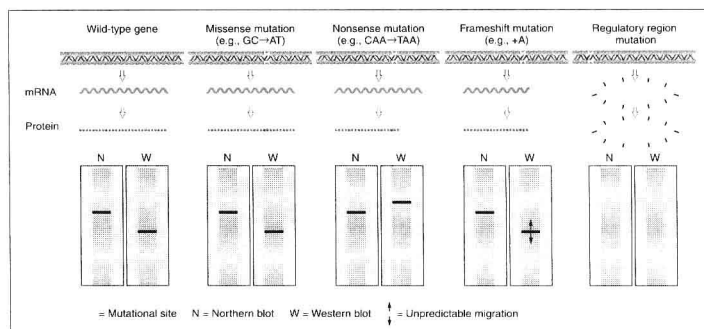 Wild-type gene
Missense mutation
(e.g., GC→AT)
Nonsense mutation
(e.g., CAA→TAA)
Frameshift mutation
(e.g., +A)
Regulatory region
mutation
mRNA
Protein
N W N W N W N W N W
= Mutational site N = Northern blot W = Western blot = Unpredictable migration